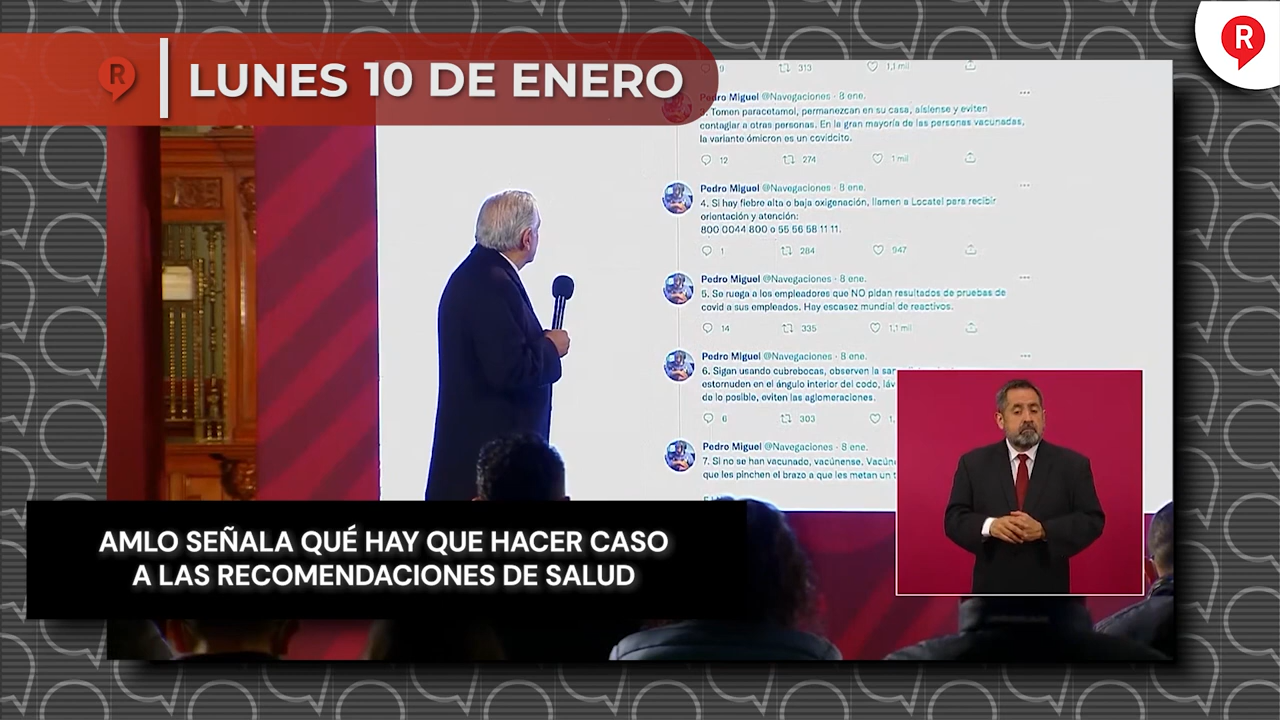 R
R
LUNES 10 DE ENERO
9 313 1,1 mil
Pedro Miguel @Navegaciones · 8 ene.
3. Tomen paracetamol, permanezcan en su casa, aíslense y eviten
contagiar a otras personas. En la gran mayoría de las personas vacunadas,
la variante ómicron es un covidcito.
12 274 1 mil
Pedro Miguel @Navegaciones · 8 ene.
4. Si hay fiebre alta o baja oxigenación, llamen a Locatel para recibir
orientación y atención:
800 0044 800 o 55 56 58 11 11.
1 284 947
Pedro Miguel @Navegaciones · 8 ene.
5. Se ruega a los empleadores que NO pidan resultados de pruebas de
covid a sus empleados. Hay escasez mundial de reactivos.
14 335 1,1 mil
Pedro Miguel @Navegaciones · 8 ene.
6. Sigan usando cubrebocas, observen la
estornuden en el ángulo interior del codo,
de lo posible, eviten las aglomeraciones.
6 303
Pedro Miguel @Navegaciones · 8 ene.
7. Si no se han vacunado, vacúnense.
que les pinchen el brazo a que les metan un
AMLO SEÑALA QUÉ HAY QUE HACER CASO
A LAS RECOMENDACIONES DE SALUD